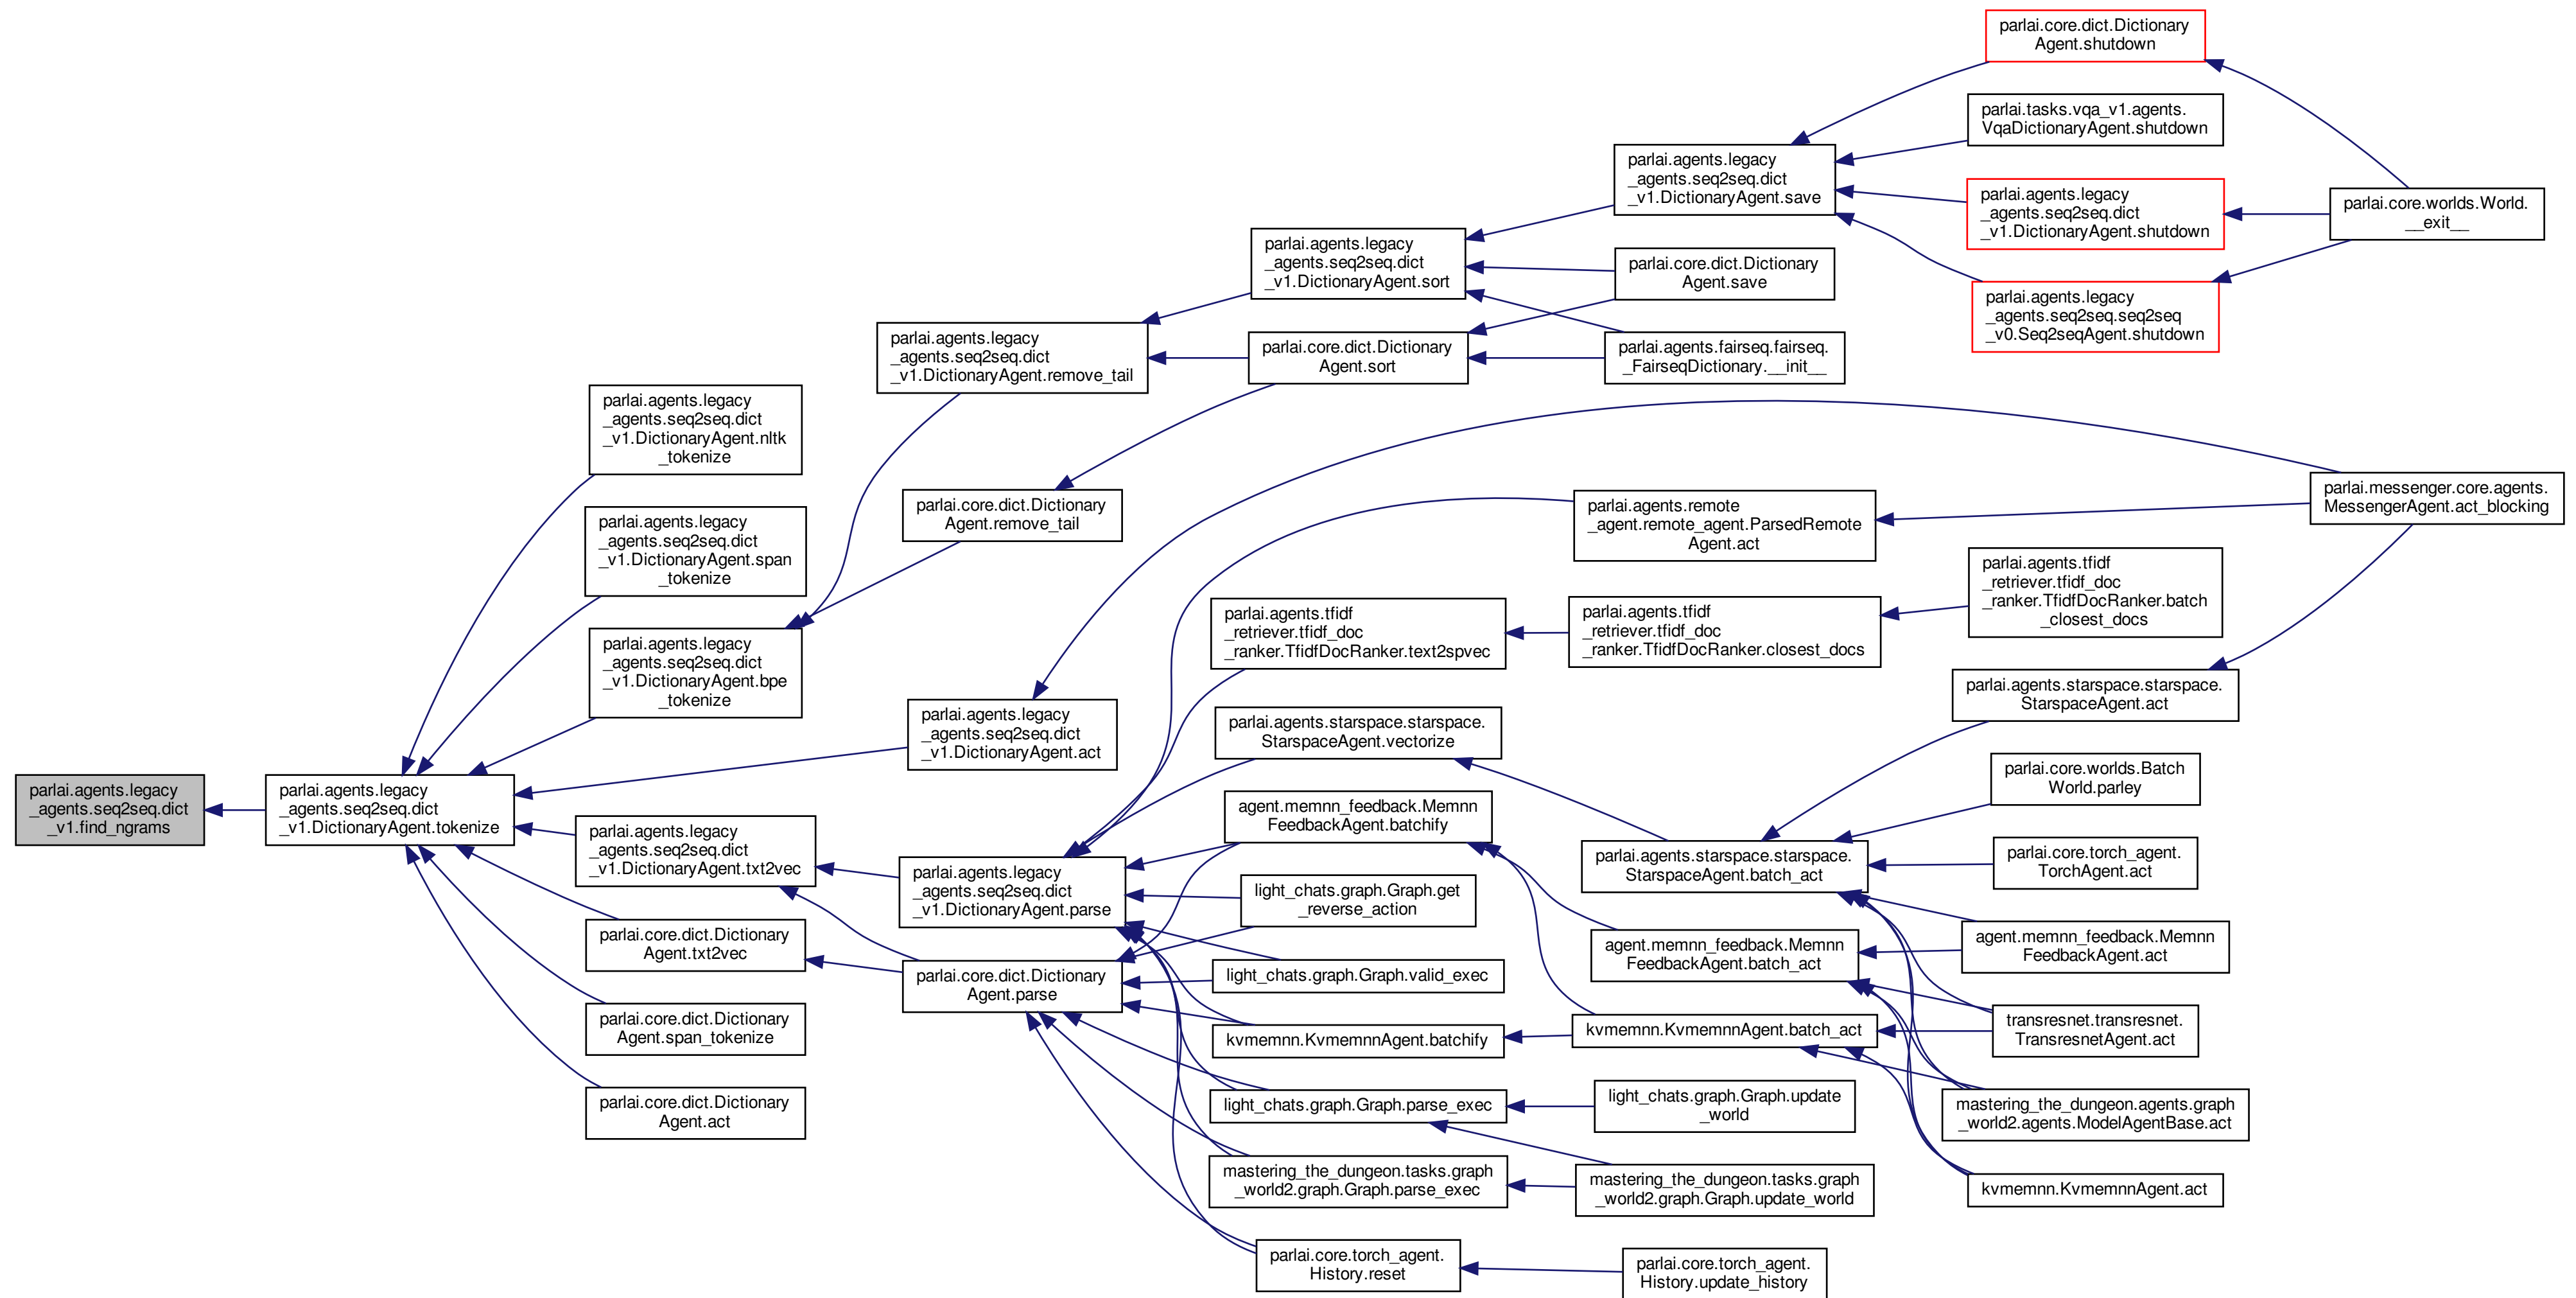 parlai.agents.legacy
_agents.seq2seq.dict
_v1.find_ngrams
parlai.agents.legacy
_agents.seq2seq.dict
_v1.DictionaryAgent.tokenize
parlai.agents.legacy
_agents.seq2seq.dict
_v1.DictionaryAgent.nltk
_tokenize
parlai.agents.legacy
_agents.seq2seq.dict
_v1.DictionaryAgent.span
_tokenize
parlai.agents.legacy
_agents.seq2seq.dict
_v1.DictionaryAgent.bpe
_tokenize
parlai.agents.legacy
_agents.seq2seq.dict
_v1.DictionaryAgent.txt2vec
parlai.core.dict.Dictionary
Agent.txt2vec
parlai.core.dict.Dictionary
Agent.span_tokenize
parlai.core.dict.Dictionary
Agent.act
parlai.agents.legacy
_agents.seq2seq.dict
_v1.DictionaryAgent.remove_tail
parlai.core.dict.Dictionary
Agent.remove_tail
parlai.agents.legacy
_agents.seq2seq.dict
_v1.DictionaryAgent.act
parlai.agents.legacy
_agents.seq2seq.dict
_v1.DictionaryAgent.parse
parlai.core.dict.Dictionary
Agent.parse
parlai.agents.legacy
_agents.seq2seq.dict
_v1.DictionaryAgent.sort
parlai.core.dict.Dictionary
Agent.sort
parlai.agents.tfidf
_retriever.tfidf_doc
_ranker.TfidfDocRanker.text2spvec
parlai.agents.starspace.starspace.
StarspaceAgent.vectorize
agent.memnn_feedback.Memnn
FeedbackAgent.batchify
light_chats.graph.Graph.get
_reverse_action
light_chats.graph.Graph.valid_exec
kvmemnn.KvmemnnAgent.batchify
light_chats.graph.Graph.parse_exec
mastering_the_dungeon.tasks.graph
_world2.graph.Graph.parse_exec
parlai.core.torch_agent.
History.reset
parlai.agents.legacy
_agents.seq2seq.dict
_v1.DictionaryAgent.save
parlai.core.dict.Dictionary
Agent.save
parlai.agents.fairseq.fairseq.
_FairseqDictionary.__init__
parlai.agents.remote
_agent.remote_agent.ParsedRemote
Agent.act
parlai.agents.tfidf
_retriever.tfidf_doc
_ranker.TfidfDocRanker.closest_docs
parlai.agents.starspace.starspace.
StarspaceAgent.batch_act
agent.memnn_feedback.Memnn
FeedbackAgent.batch_act
kvmemnn.KvmemnnAgent.batch_act
light_chats.graph.Graph.update
_world
mastering_the_dungeon.tasks.graph
_world2.graph.Graph.update_world
parlai.core.torch_agent.
History.update_history
parlai.core.dict.Dictionary
Agent.shutdown
parlai.tasks.vqa_v1.agents.
VqaDictionaryAgent.shutdown
parlai.agents.legacy
_agents.seq2seq.dict
_v1.DictionaryAgent.shutdown
parlai.agents.legacy
_agents.seq2seq.seq2seq
_v0.Seq2seqAgent.shutdown
parlai.agents.tfidf
_retriever.tfidf_doc
_ranker.TfidfDocRanker.batch
_closest_docs
parlai.agents.starspace.starspace.
StarspaceAgent.act
parlai.core.worlds.Batch
World.parley
parlai.core.torch_agent.
TorchAgent.act
agent.memnn_feedback.Memnn
FeedbackAgent.act
transresnet.transresnet.
TransresnetAgent.act
mastering_the_dungeon.agents.graph
_world2.agents.ModelAgentBase.act
kvmemnn.KvmemnnAgent.act
parlai.core.worlds.World.
__exit__
parlai.messenger.core.agents.
MessengerAgent.act_blocking